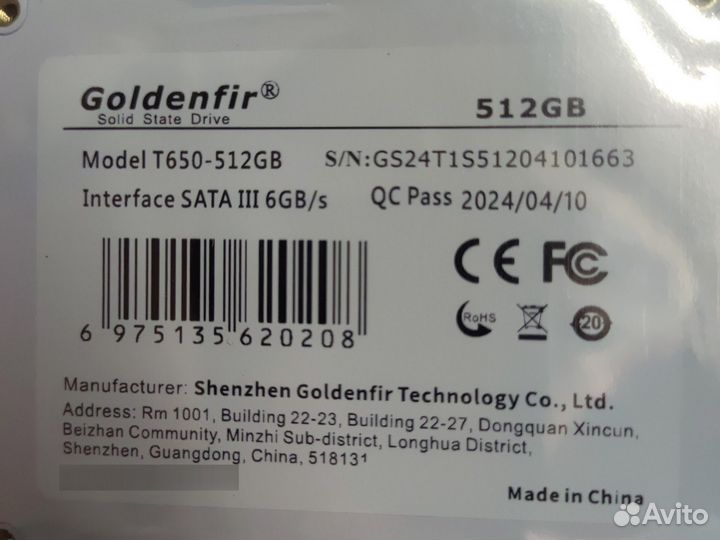 Goldenfir®
Solid State Drive
512GB
Model T650-512GB S/N:GS24T1S51204101663
Interface SATA III 6GB/s QC Pass 2024/04/10
CE FC
RoHS
20
6 975135 620208
Manufacturer: Shenzhen Goldenfir Technology Co., Ltd.
Address: Rm 1001, Building 22-23, Building 22-27, Dongquan Xincun,
Beizhan Community, Minzhi Sub-district, Longhua District,
Shenzhen, Guangdong, China, 518131
Made in China
Avito